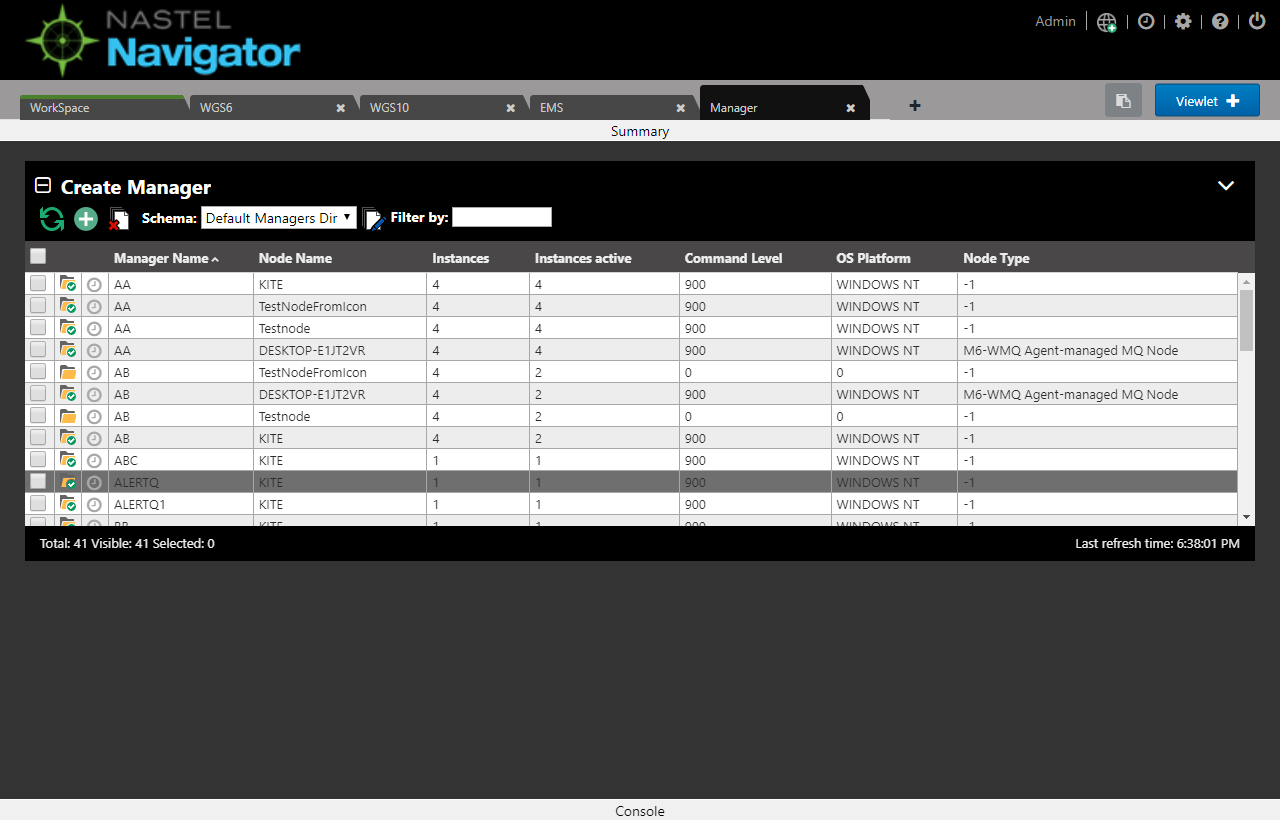 NASTEL
Navigator
Admin
WorkSpace WGS6 WGS10 EMS Manager Viewlet
Summary
Create Manager
Schema: Default Managers Dir Filter by:
Manager Name Node Name Instances Instances active Command Level OS Platform Node Type
AA KITE 4 4 900 WINDOWS NT -1
AA TestNodeFromIcon 4 4 900 WINDOWS NT -1
AA Testnode 4 4 900 WINDOWS NT -1
AA DESKTOP-E1JT2VR 4 4 900 WINDOWS NT M6-WMQ Agent-managed MQ Node
AB TestNodeFromIcon 4 2 0 0 -1
AB DESKTOP-E1JT2VR 4 2 900 WINDOWS NT M6-WMQ Agent-managed MQ Node
AB Testnode 4 2 0 0 -1
AB KITE 4 2 900 WINDOWS NT -1
ABC KITE 1 1 900 WINDOWS NT -1
ALERTQ KITE 1 1 900 WINDOWS NT -1
ALERTQ1 KITE 1 1 900 WINDOWS NT -1
KITE 1 1 900 WINDOWS NT -1
Total: 41 Visible: 41 Selected: 0 Last refresh time: 6:38:01 PM
Console